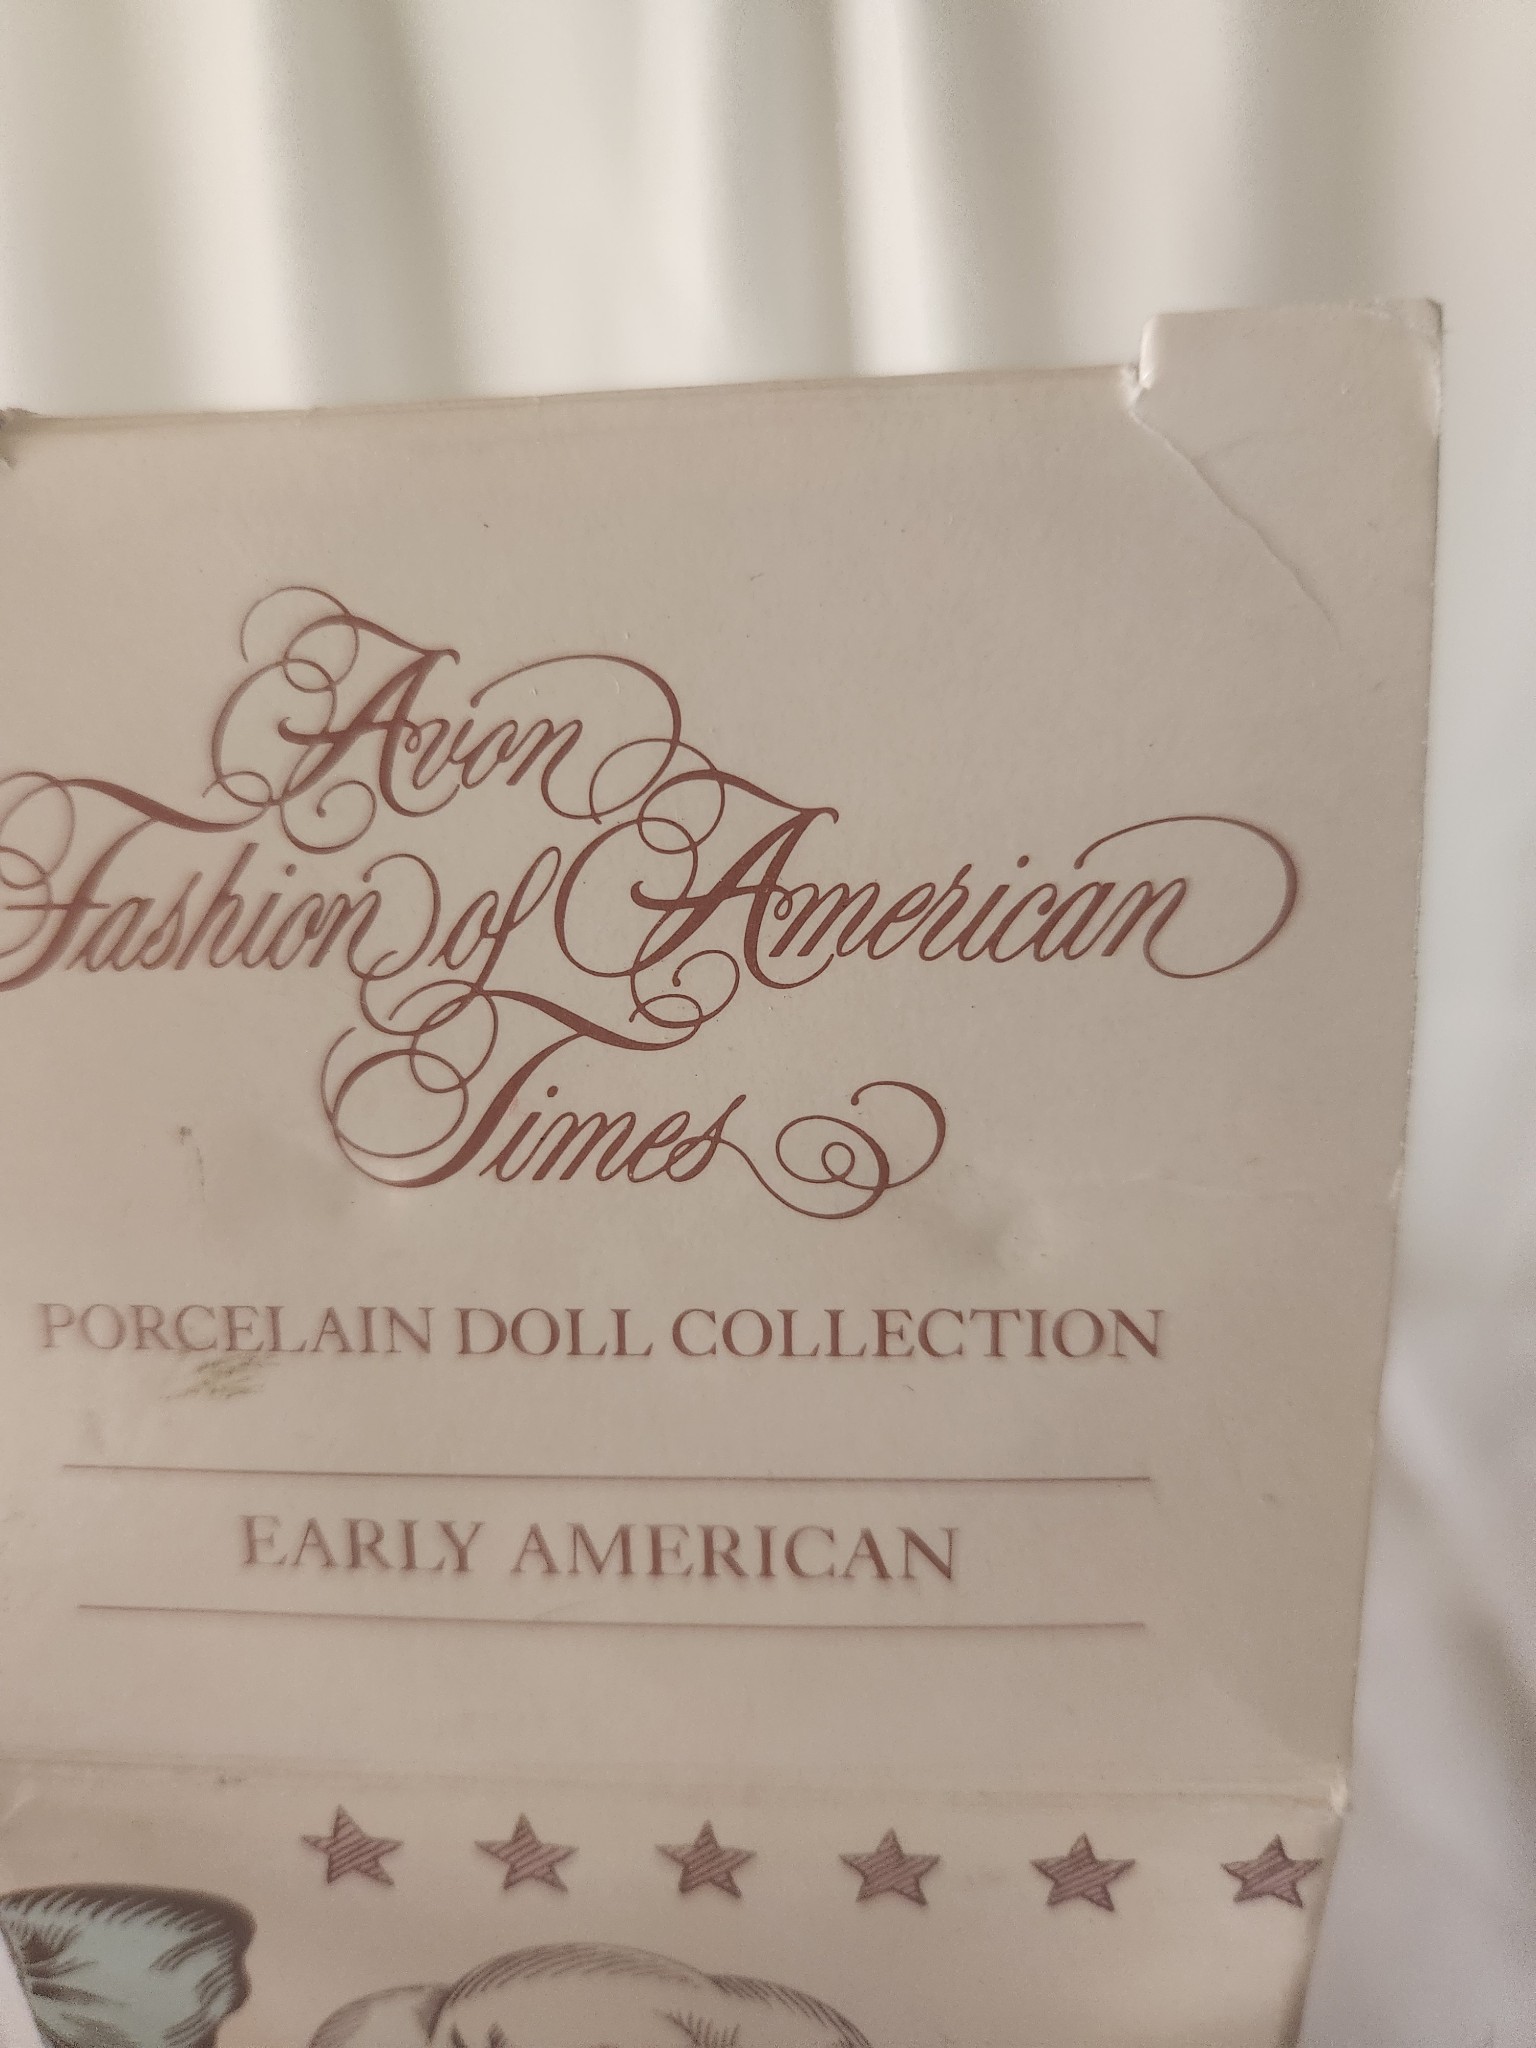 Avon
Fashion of American
Times
PORCELAIN DOLL COLLECTION
EARLY AMERICAN